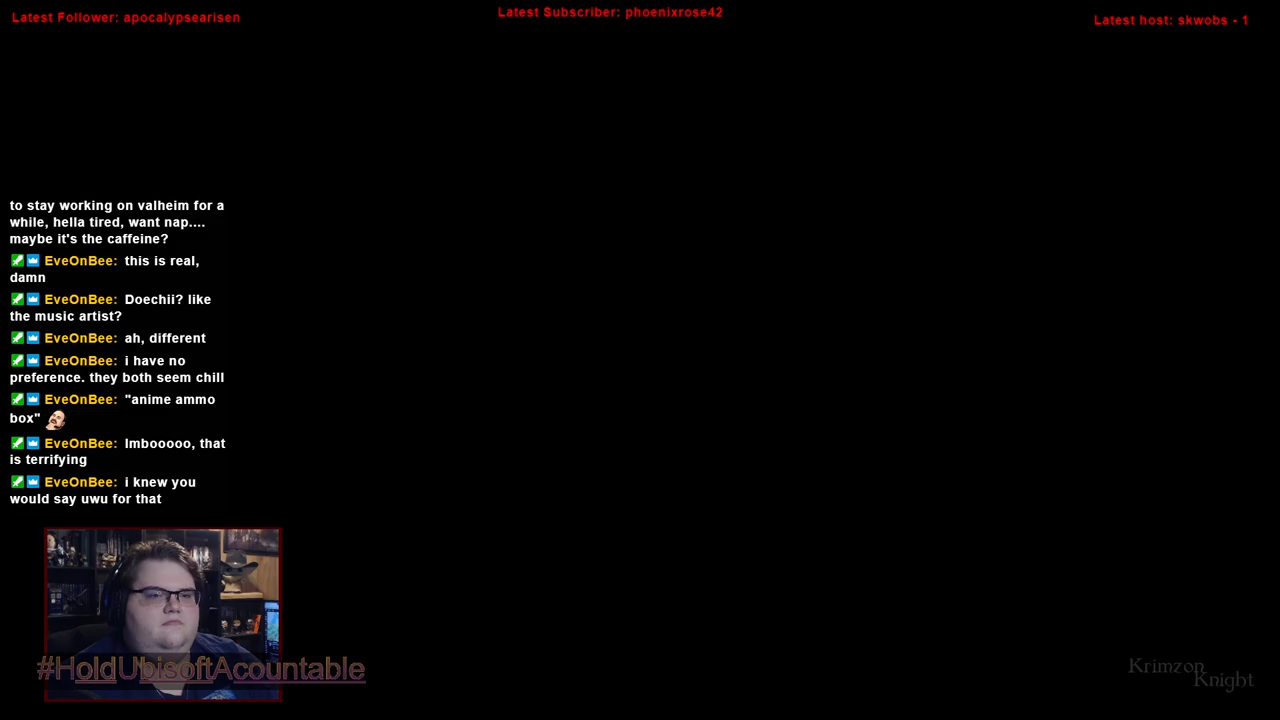 Latest Follower: apocalypsearisen
Latest Subscriber: phoenixrose42
Latest host: skwobs - 1
to stay working on valheim for a
while, hella tired, want nap....
maybe it's the caffeine?
EveOnBee: this is real,
damn
EveOnBee: Doechii? like
the music artist?
EveOnBee: ah, different
EveOnBee: i have no
preference. they both seem chill
EveOnBee: "anime ammo
box"
EveOnBee: lmbooooo, that
is terrifying
EveOnBee: i knew you
would say uwu for that
#HoldUbisoftAcountable
Krimzon
Knight